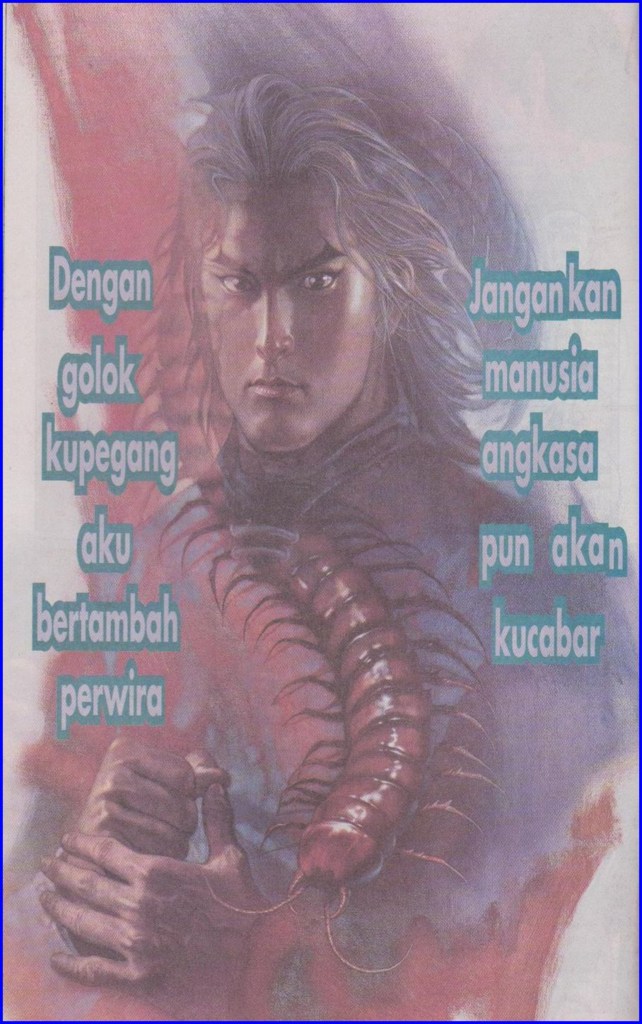 Dengan
golok
kupegang
aku
bertambah
perwira
Jangankan
manusia
angkasa
pun akan
kucabar